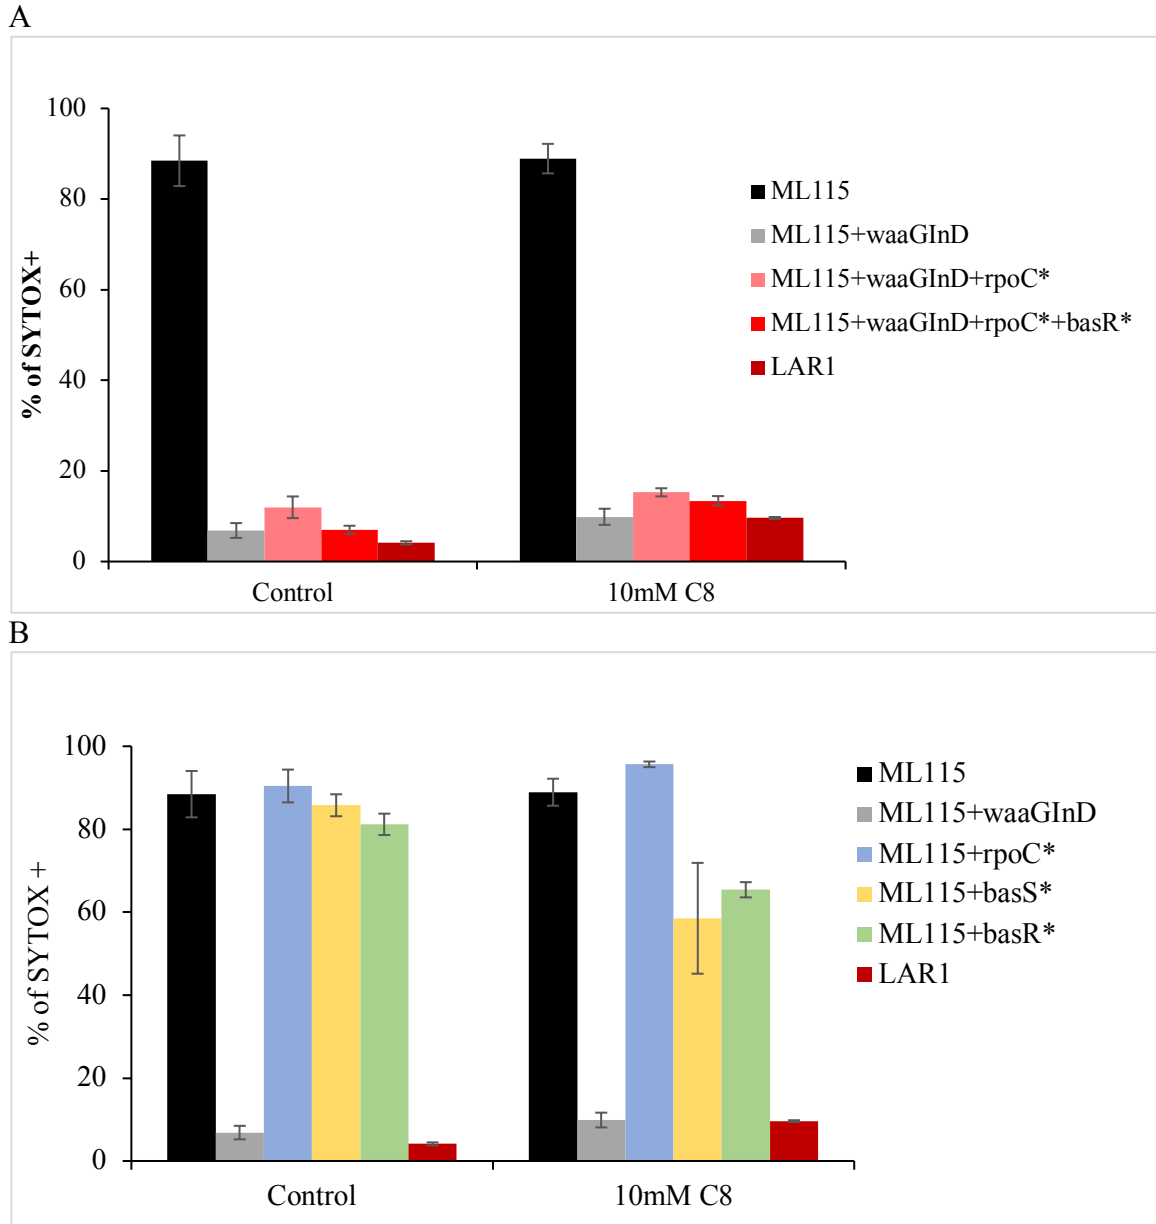 A
% of SYTOX+
100
80
60
40
20
0
Control
10mM C8
ML115
ML115+waaGInD
ML115+waaGInD+rpoC*
ML115+waaGInD+rpoC*+basR*
LAR1
B
% of SYTOX +
100
80
60
40
20
0
Control
10mM C8
ML115
ML115+waaGInD
ML115+rpoC*
ML115+basS*
ML115+basR*
LAR1